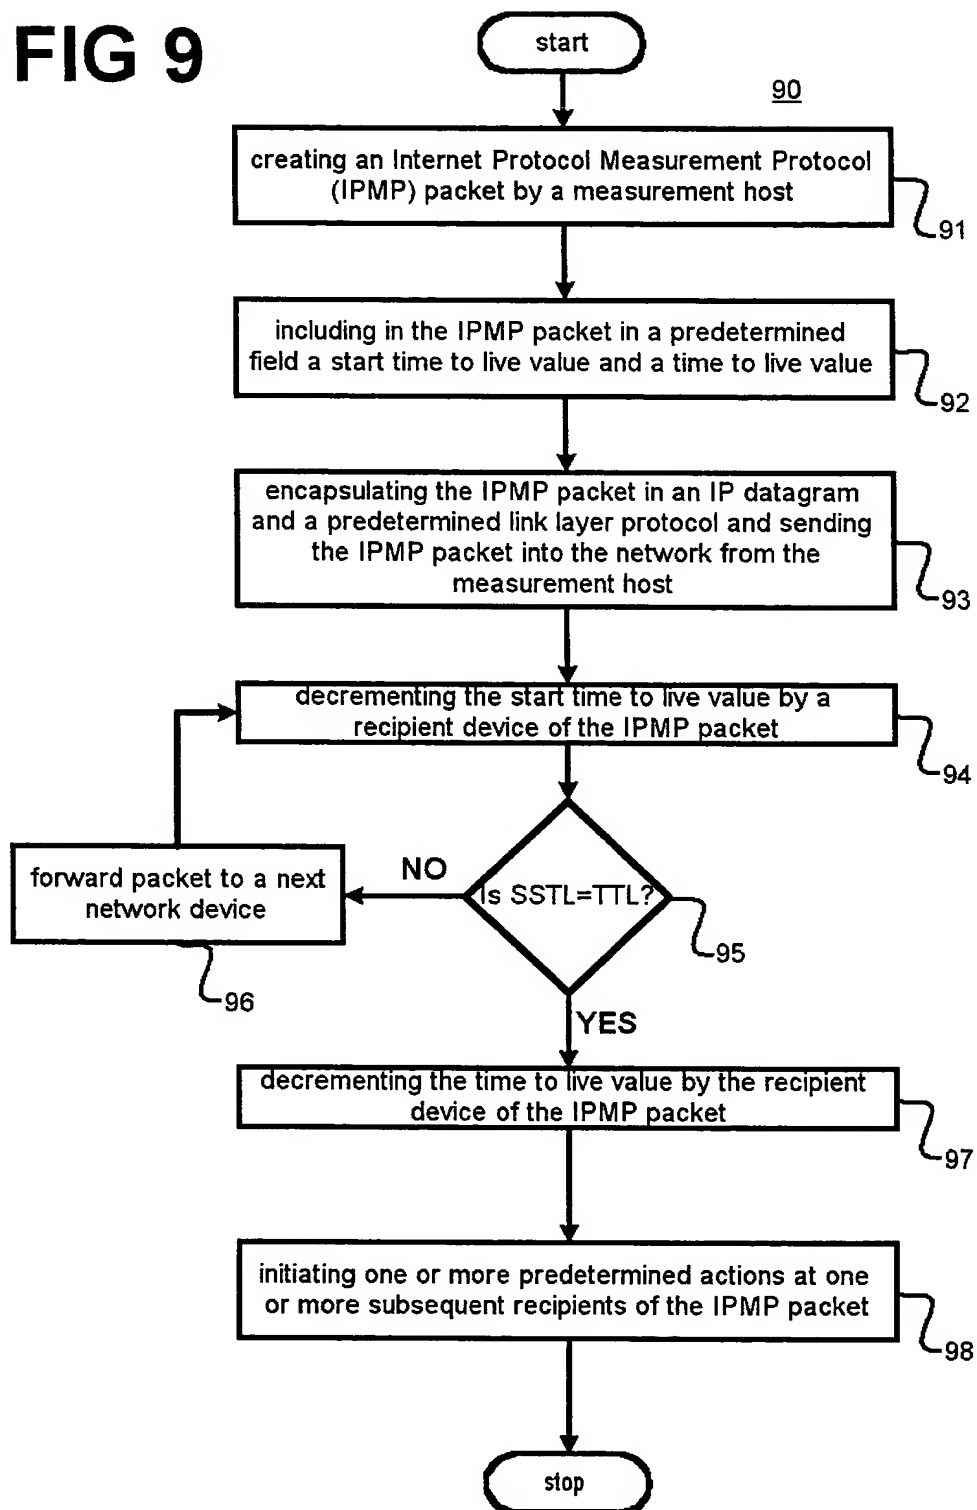 FIG 9
start
90
creating an Internet Protocol Measurement Protocol
(IPMP) packet by a measurement host
91
including in the IPMP packet in a predetermined
field a start time to live value and a time to live value
92
encapsulating the IPMP packet in an IP datagram
and a predetermined link layer protocol and sending
the IPMP packet into the network from the
measurement host
93
decrementing the start time to live value by a
recipient device of the IPMP packet
94
Is SSTL=TTL?
95
NO
forward packet to a next
network device
96
YES
decrementing the time to live value by the recipient
device of the IPMP packet
97
initiating one or more predetermined actions at one
or more subsequent recipients of the IPMP packet
98
stop